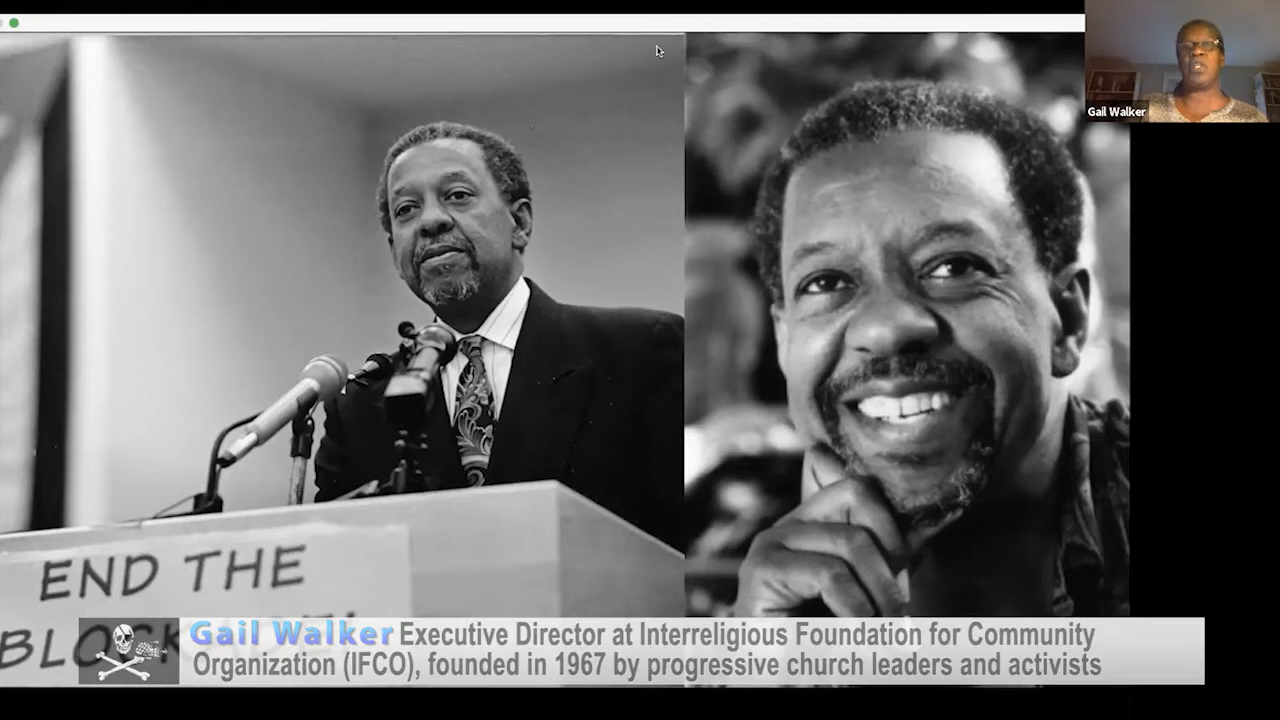 Gail Walker
END THE
BLOCK
Gail Walker Executive Director at Interreligious Foundation for Community
Organization (IFCO), founded in 1967 by progressive church leaders and activists